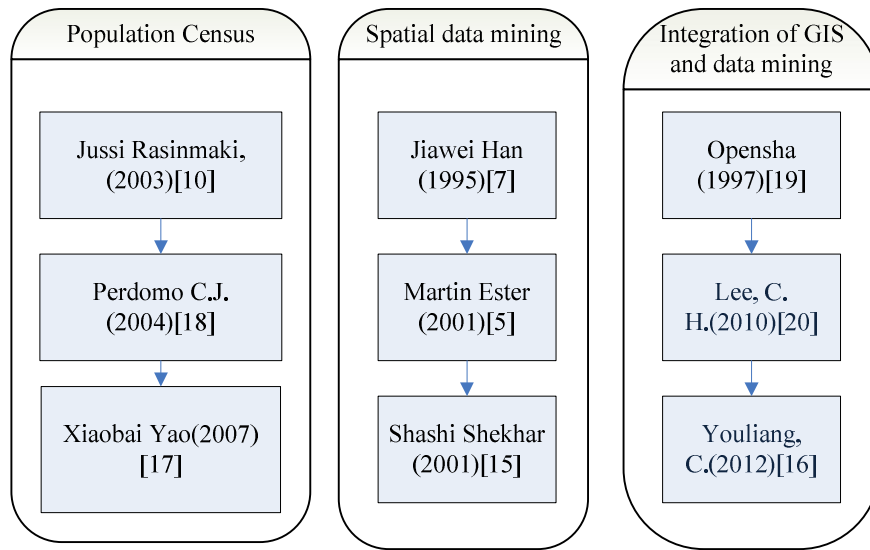 Population Census
Jussi Rasinmaki,
(2003)[10]
Perdomo C.J.
(2004)[18]
Xiaobai Yao(2007)
[17]
Spatial data mining
Jiawei Han
(1995)[7]
Martin Ester
(2001)[5]
Shashi Shekhar
(2001)[15]
Integration of GIS
and data mining
Opensha
(1997)[19]
Lee, C.
H.(2010)[20]
Youliang,
C.(2012)[16]